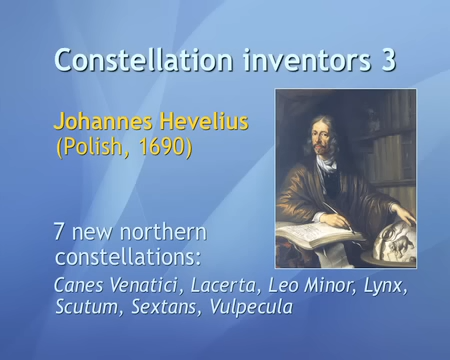 Constellation inventors 3
Johannes Hevelius
(Polish, 1690)
7 new northern
constellations:
Canes Venatici, Lacerta, Leo Minor, Lynx,
Scutum, Sextans, Vulpecula